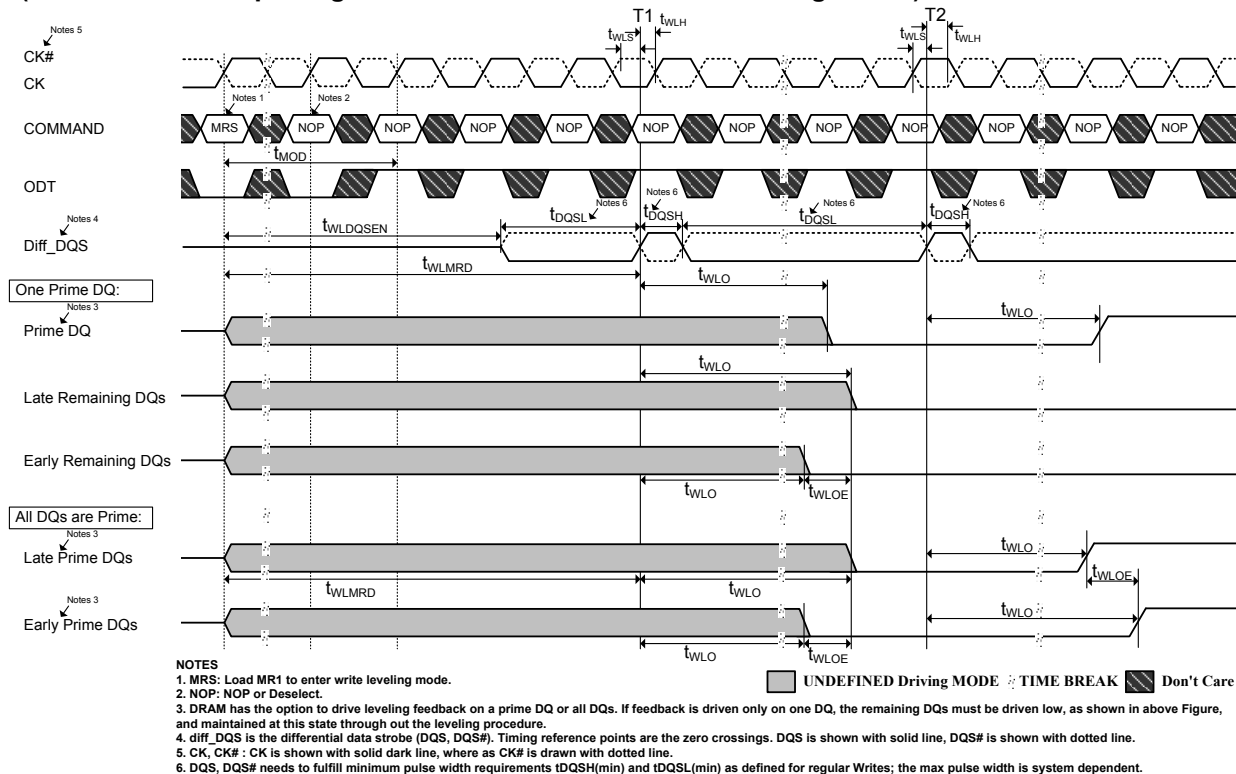 T1 T2
tWLS tWLH tWLS tWLH
Notes 5
CK#
CK
Notes 1 Notes 2
COMMAND MRS NOP NOP NOP NOP NOP NOP NOP NOP NOP NOP NOP
tMOD
ODT
Notes 6 Notes 6 Notes 6 Notes 6
tDQSL tDQSH tDQSL tDQSH
Notes 4
tWLDQSEN
Diff_DQS
tWLMRD tWLO
One Prime DQ:
Notes 3
tWLO
Prime DQ
tWLO
Late Remaining DQs
Early Remaining DQs
tWLO tWLOE
All DQs are Prime:
Notes 3
Late Prime DQs tWLO
tWLMRD tWLO tWLOE
Notes 3
tWLO
Early Prime DQs
tWLO tWLOE
NOTES
1. MRS: Load MR1 to enter write leveling mode.
UNDEFINED Driving MODE TIME BREAK Don't Care
2. NOP: NOP or Deselect.
3. DRAM has the option to drive leveling feedback on a prime DQ or all DQs. If feedback is driven only on one DQ, the remaining DQs must be driven low, as shown in above Figure,
and maintained at this state through out the leveling procedure.
4. diff_DQS is the differential data strobe (DQS, DQS#). Timing reference points are the zero crossings. DQS is shown with solid line, DQS# is shown with dotted line.
5. CK, CK# : CK is shown with solid dark line, where as CK# is drawn with dotted line.
6. DQS, DQS# needs to fulfill minimum pulse width requirements tDQSH(min) and tDQSL(min) as defined for regular Writes; the max pulse width is system dependent.